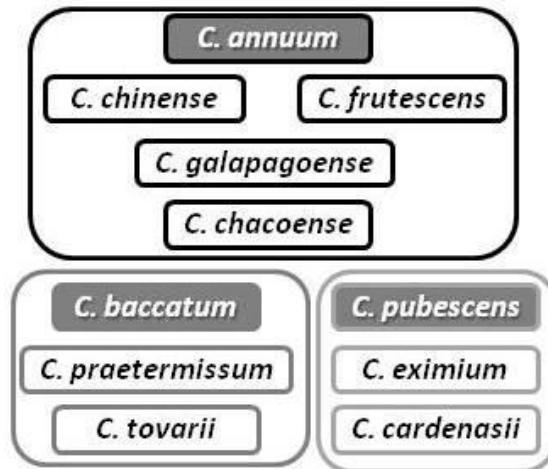 C. annuum
C. chinense C. frutescens
C. galapagoense
C. chacoense
C. baccatum
C. praetermissum
C. tovarii
C. pubescens
C. eximium
C. cardenasii